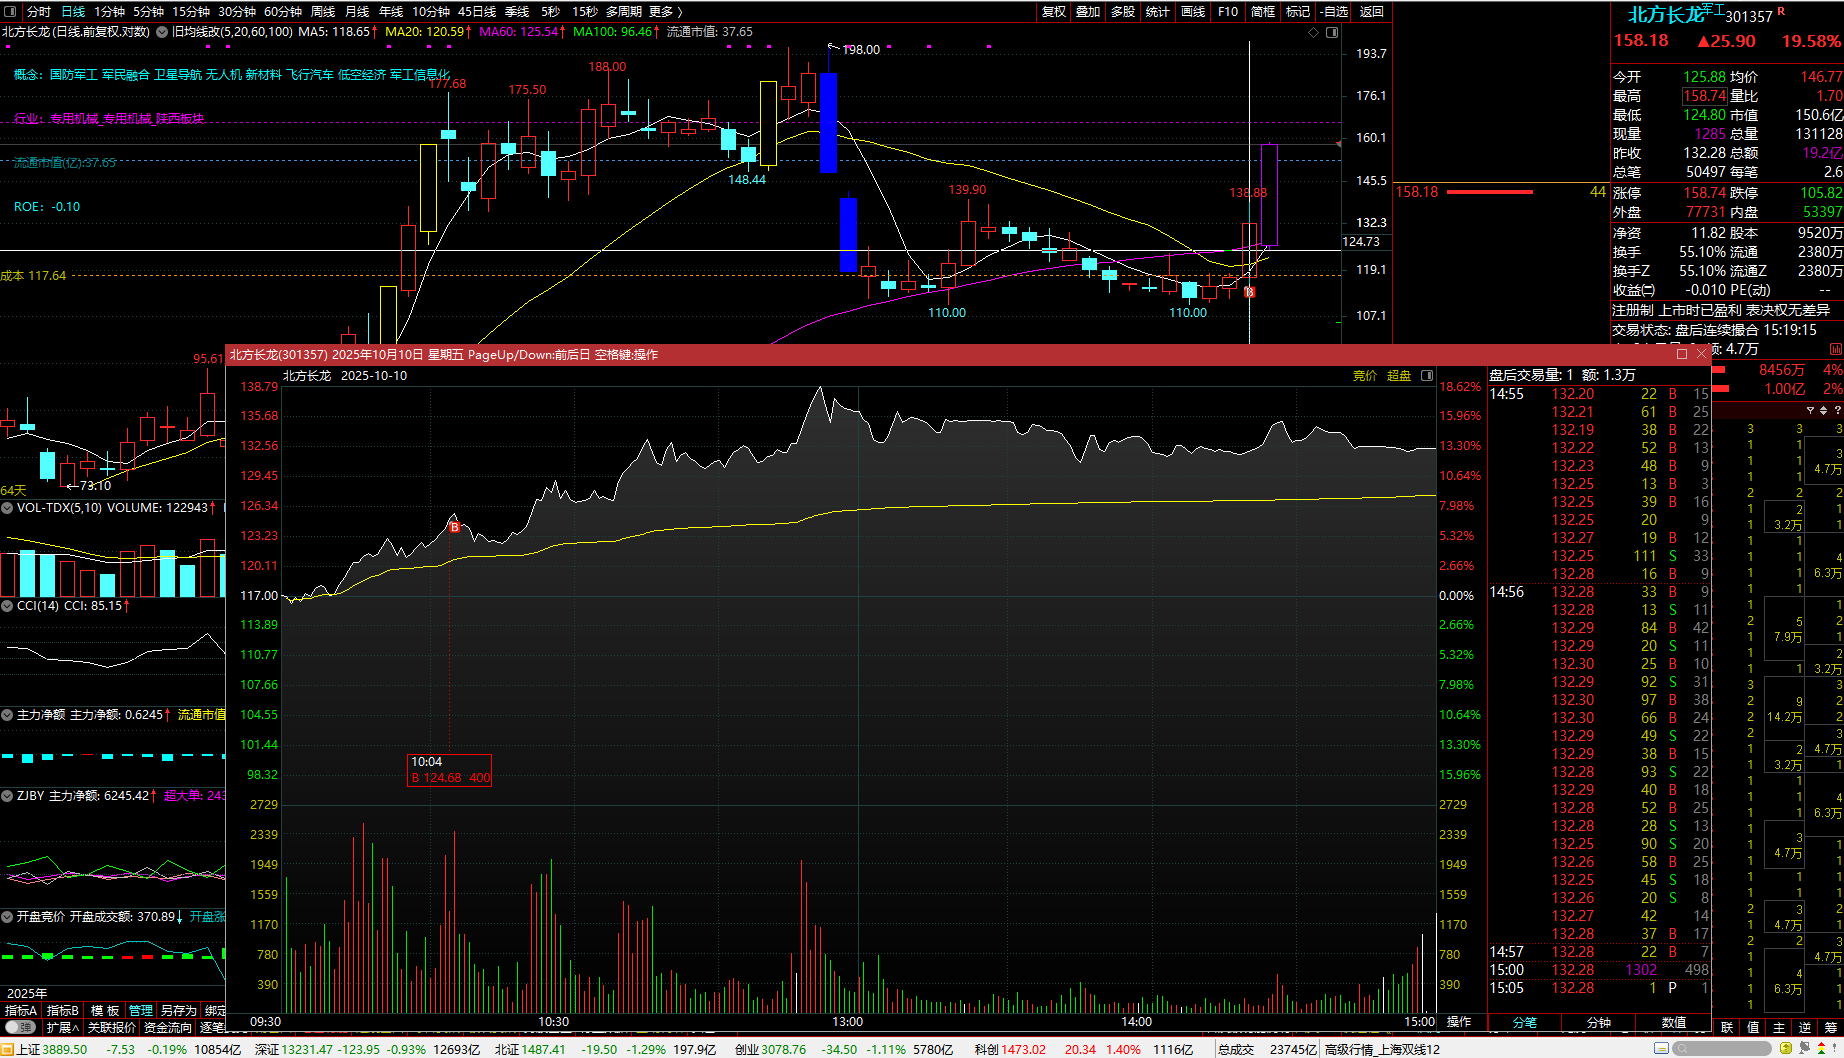 分时 日线 1分钟 5分钟 15分钟 30分钟 60分钟 周线 月线 年线 10分钟 45日线 季线 5秒 15秒 多周期 更多 〉
复权 叠加 多股 统计 画线 F10 简框 标记 -自选 返回
北方长龙(日线,前复权,对数) 旧均线改(5,20,60,100) MA5: 118.65↑ MA20: 120.59↑ MA60: 125.54↑ MA100: 96.46↑ 流通市值: 37.65
概念: 国防军工 军民融合 卫星导航 无人机 新材料 飞行汽车 低空经济 军工信息化
行业: 专用机械_专用机械_陕西板块
流通市值(亿):37.65
ROE: -0.10
成本 117.64
177.68
175.50
188.00
←198.00
148.44
139.90
138.88
110.00
110.00
95.61
←73.10
64天
193.7
176.1
160.1
145.5
132.3
124.73
119.1
107.1
158.18 44
北方长龙 军工 301357 R
158.18 ▲25.90 19.58%
今开 125.88 均价 146.77
最高 158.74 量比 1.70
最低 124.80 市值 150.6亿
现量 1285 总量 131128
昨收 132.28 总额 19.2亿
总笔 50497 每笔 2.6
涨停 158.74 跌停 105.82
外盘 77731 内盘 53397
净资 11.82 股本 9520万
换手 55.10% 流通 2380万
换手Z 55.10% 流通Z 2380万
收益㈡ -0.010 PE(动) --
注册制 上市时已盈利 表决权无差异
交易状态: 盘后连续撮合 15:19:15
额: 4.7万
8456万 4%
1.00亿 2%
VOL-TDX(5,10) VOLUME: 122943↑
CCI(14) CCI: 85.15↑
主力净额 主力净额: 0.6245↑ 流通市值
ZJBY 主力净额: 6245.42↑ 超大单: 243
开盘竞价 开盘成交额: 370.89↓ 开盘涨
2025年
指标A 指标B 模板 管理 另存为 绑定
弹 扩展∧ 关联报价 资金流向
北方长龙(301357) 2025年10月10日 星期五 PageUp/Down:前后日 空格键:操作
北方长龙 2025-10-10
竞价 超盘
138.79 18.62%
135.68 15.96%
132.56 13.30%
129.45 10.64%
126.34 7.98%
123.23 5.32%
120.11 2.66%
117.00 0.00%
113.89 2.66%
110.77 5.32%
107.66 7.98%
104.55 10.64%
101.44 13.30%
98.32 15.96%
2729 2729
2339 2339
1949 1949
1559 1559
1170 1170
780 780
390 390
B
B
10:04
B 124.68 400
09:30 10:30 13:00 14:00 15:00 操作
盘后交易量: 1 额: 1.3万
14:55 132.20 22 B 15
132.21 61 B 25
132.19 38 B 22
132.22 52 B 13
132.23 48 B 9
132.25 13 B 3
132.25 39 B 16
132.25 20 9
132.27 19 B 12
132.25 111 S 33
132.28 16 B 9
14:56 132.28 33 B 9
132.28 13 S 11
132.29 84 B 42
132.29 20 S 11
132.30 25 B 10
132.29 92 S 31
132.30 97 B 38
132.30 66 B 24
132.29 49 S 22
132.29 38 B 15
132.28 93 S 22
132.29 40 B 18
132.28 52 B 25
132.28 28 S 13
132.25 90 S 20
132.26 58 B 25
132.25 45 S 18
132.26 20 S 8
132.27 42 14
132.28 37 B 17
14:57 132.28 22 B 7
15:00 132.28 1302 498
15:05 132.28 1 P 1
分笔 分钟 数值
联 值 主 逆 筹
上证3889.50 -7.53 -0.19% 10854亿 深证13231.47 -123.95 -0.93% 12693亿 北证1487.41 -19.50 -1.29% 197.9亿 创业3078.76 -34.50 -1.11% 5780亿 科创1473.02 20.34 1.40% 1116亿 总成交 23745亿 高级行情_上海双线12